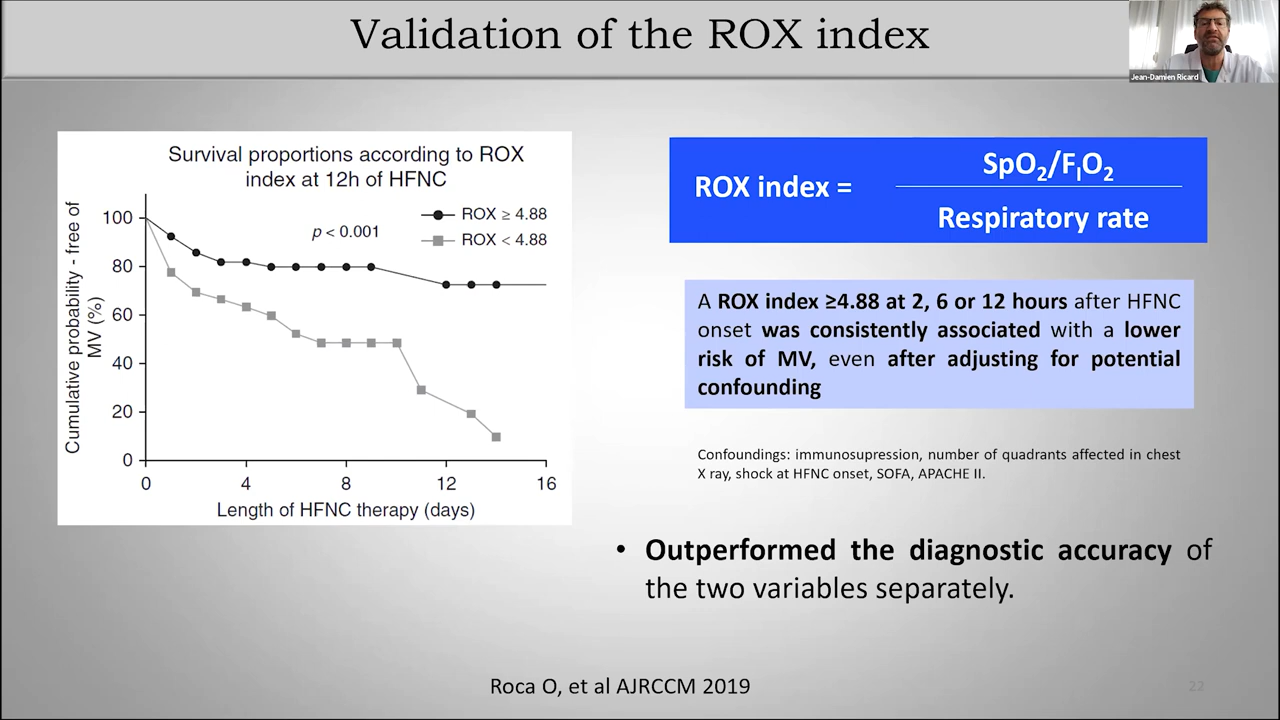 Validation of the ROX index
Jean-Damien Ricard
Survival proportions according to ROX
index at 12h of HFNC
Cumulative probability - free of
MV (%)
100
80
60
40
20
0
p < 0.001
ROX ≥ 4.88
ROX < 4.88
0 4 8 12 16
Length of HFNC therapy (days)
ROX index =
SpO₂/FᵢO₂
Respiratory rate
A ROX index ≥4.88 at 2, 6 or 12 hours after HFNC
onset was consistently associated with a lower
risk of MV, even after adjusting for potential
confounding
Confoundings: immunosupression, number of quadrants affected in chest
X ray, shock at HFNC onset, SOFA, APACHE II.
• Outperformed the diagnostic accuracy of
the two variables separately.
Roca O, et al AJRCCM 2019
22